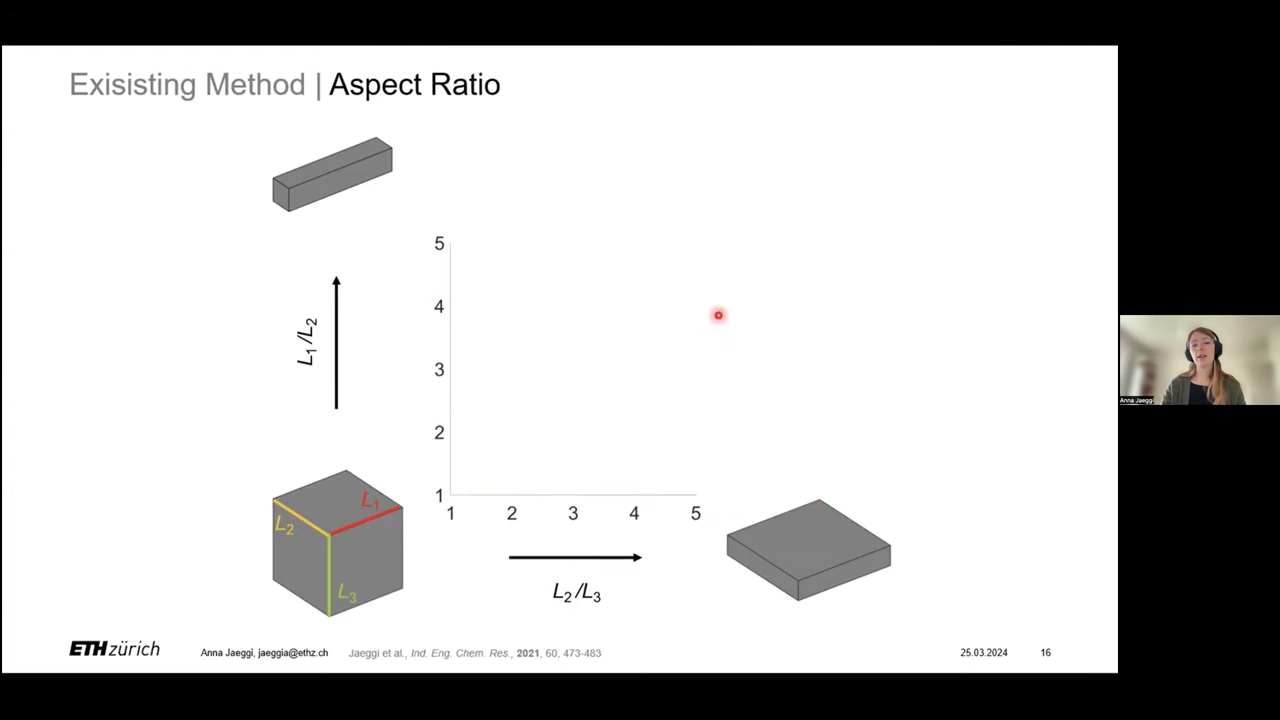 Exisisting Method | Aspect Ratio
5
4
3
2
1
L1/L2
1 2 3 4 5
L2/L3
L1
L2
L3
ETH zürich
Anna Jaeggi, jaeggia@ethz.ch
Jaeggi et al., Ind. Eng. Chem. Res., 2021, 60, 473-483
25.03.2024
16
Anna Jaeggi